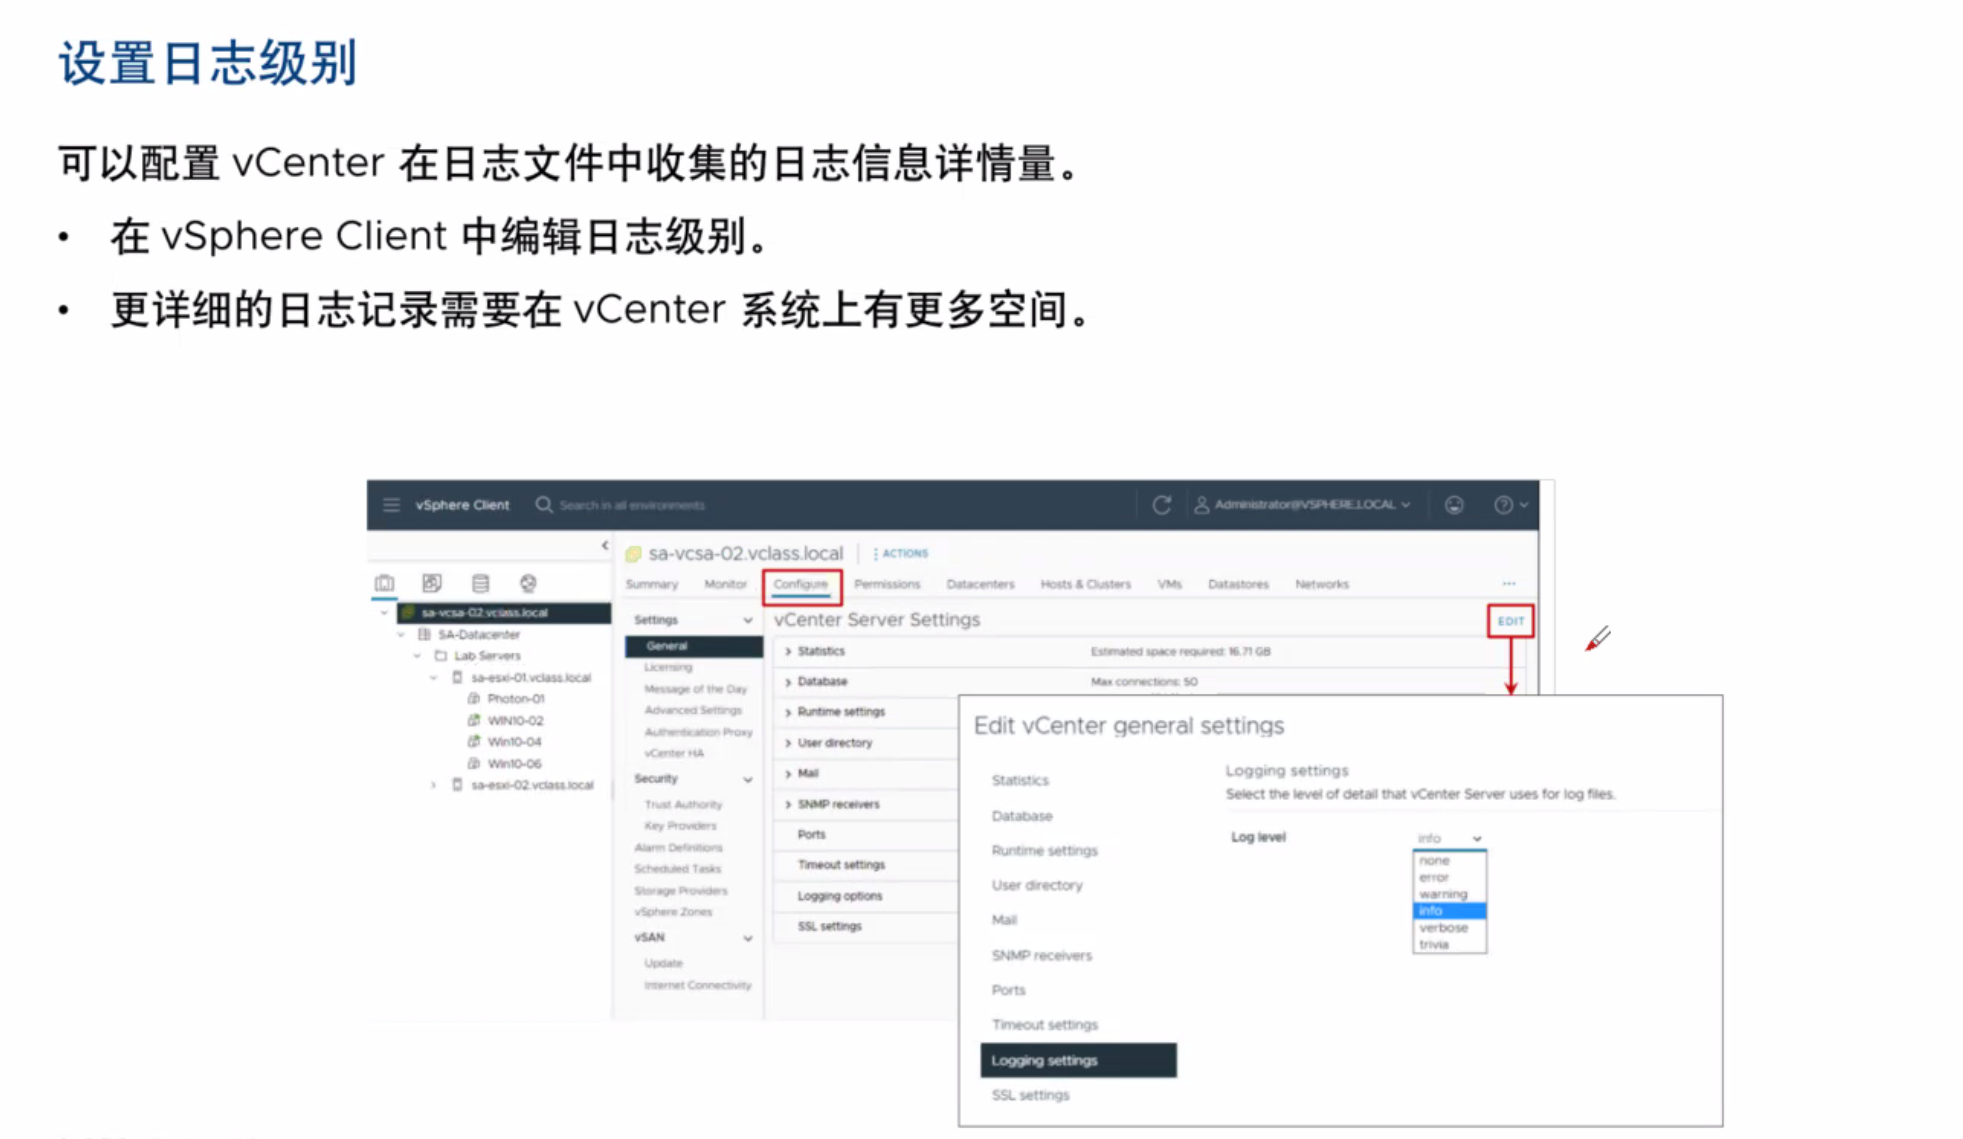 设置日志级别
可以配置 vCenter 在日志文件中收集的日志信息详情量。
• 在 vSphere Client 中编辑日志级别。
• 更详细的日志记录需要在 vCenter 系统上有更多空间。
vSphere Client Search in all environments Administrator@VSPHERE.LOCAL
sa-vcsa-02.vclass.local ACTIONS
Summary Monitor Configure Permissions Datacenters Hosts & Clusters VMs Datastores Networks ...
sa-vcsa-02.vclass.local
SA-Datacenter
Lab Servers
sa-esxi-01.vclass.local
Photon-01
WIN10-02
Win10-04
Win10-06
sa-esxi-02.vclass.local
Settings
General
Licensing
Message of the Day
Advanced Settings
Authentication Proxy
vCenter HA
Security
Trust Authority
Key Providers
Alarm Definitions
Scheduled Tasks
Storage Providers
vSphere Zones
vSAN
Update
Internet Connectivity
vCenter Server Settings EDIT
Statistics Estimated space required: 16.71 GB
Database Max connections: 50
Runtime settings
User directory
Mail
SNMP receivers
Ports
Timeout settings
Logging options
SSL settings
Edit vCenter general settings
Statistics
Database
Runtime settings
User directory
Mail
SNMP receivers
Ports
Timeout settings
Logging settings
SSL settings
Logging settings
Select the level of detail that vCenter Server uses for log files.
Log level info
none
error
warning
info
verbose
trivia